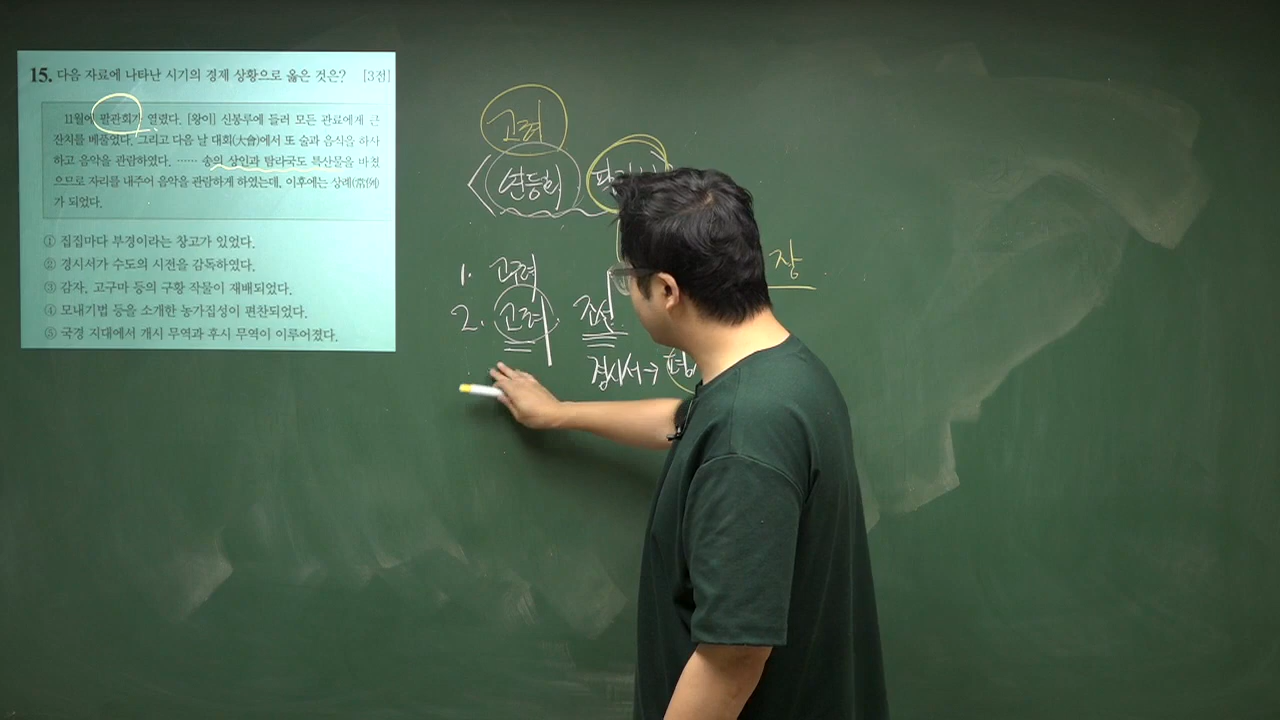 15. 다음 자료에 나타난 시기의 경제 상황으로 옳은 것은? [3점]
11월에 팔관회가 열렸다. [왕이] 신봉루에 들러 모든 관료에게 큰
잔치를 베풀었다. 그리고 다음 날 대회(大會)에서 또 술과 음식을 하사
하고 음악을 관람하였다. …… 송의 상인과 탐라국도 특산물을 바쳤
으므로 자리를 내주어 음악을 관람하게 하였는데, 이후에는 상례(常例)
가 되었다.
① 집집마다 부경이라는 창고가 있었다.
② 경시서가 수도의 시전을 감독하였다.
③ 감자, 고구마 등의 구황 작물이 재배되었다.
④ 모내기법 등을 소개한 농가집성이 편찬되었다.
⑤ 국경 지대에서 개시 무역과 후시 무역이 이루어졌다.
고려
<연등회
장
1. 고려
2. 고려 조선
경시서→